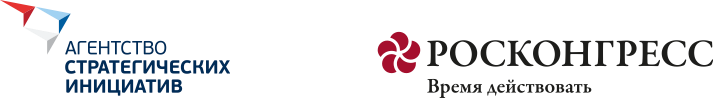 АГЕНТСТВО
СТРАТЕГИЧЕСКИХ
ИНИЦИАТИВ
РОСКОНГРЕСС
Время действовать